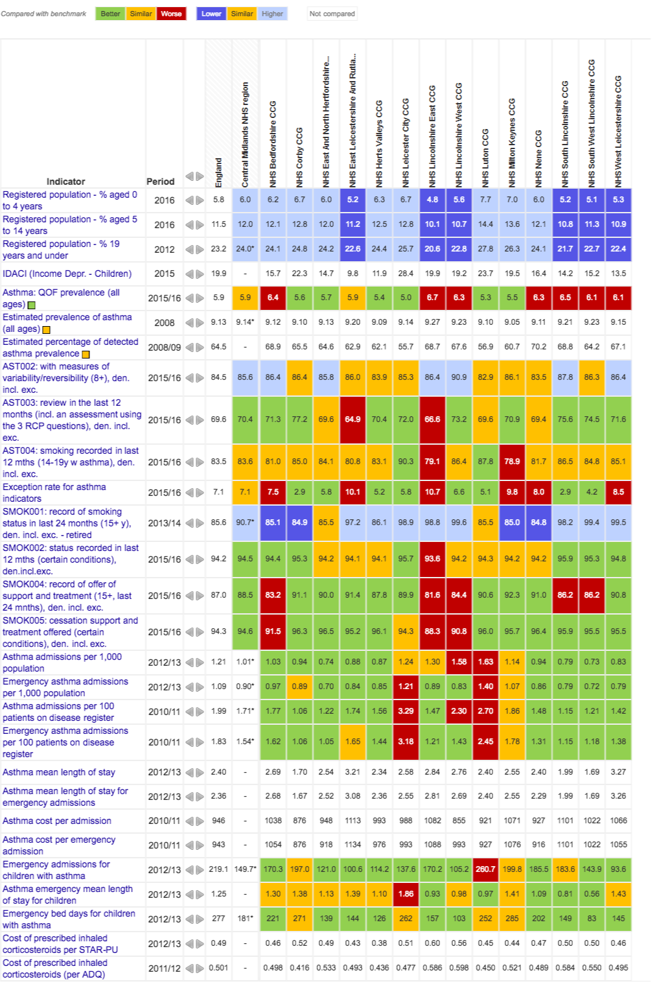 Compared with benchmark Better Similar Worse Lower Similar Higher Not compared
Indicator Period England Central Midlands NHS region NHS Bedfordshire CCG NHS Corby CCG NHS East And North Hertfordshire... NHS East Leicestershire And Rutla... NHS Herts Valleys CCG NHS Leicester City CCG NHS Lincolnshire East CCG NHS Lincolnshire West CCG NHS Luton CCG NHS Milton Keynes CCG NHS Nene CCG NHS South Lincolnshire CCG NHS South West Lincolnshire CCG NHS West Leicestershire CCG
Registered population - % aged 0
to 4 years 2016 5.8 6.0 6.2 6.7 6.0 5.2 6.3 6.7 4.8 5.6 7.7 7.0 6.0 5.2 5.1 5.3
Registered population - % aged 5
to 14 years 2016 11.5 12.0 12.1 12.8 12.0 11.2 12.5 12.8 10.1 10.7 14.4 13.6 12.1 10.8 11.3 10.9
Registered population - % 19
years and under 2012 23.2 24.0* 24.1 24.8 24.2 22.6 24.4 25.7 20.6 22.8 27.8 26.3 24.1 21.7 22.7 22.4
IDACI (Income Depr. - Children) 2015 19.9 - 15.7 22.3 14.7 9.8 11.9 28.4 19.9 19.2 23.7 19.5 16.4 14.2 15.2 13.5
Asthma: QOF prevalence (all
ages) 2015/16 5.9 5.9 6.4 5.6 5.7 5.9 5.4 5.0 6.7 6.3 5.3 5.5 6.3 6.5 6.1 6.1
Estimated prevalence of asthma
(all ages) 2008 9.13 9.14* 9.12 9.10 9.13 9.20 9.09 9.14 9.27 9.23 9.10 9.05 9.11 9.21 9.23 9.15
Estimated percentage of detected
asthma prevalence 2008/09 64.5 - 68.9 65.5 64.6 62.9 62.1 55.7 68.7 67.6 56.9 60.7 70.2 68.8 64.2 67.1
AST002: with measures of
variability/reversibility (8+), den. 2015/16 84.5 85.6 86.4 86.4 85.8 86.0 83.9 85.3 86.4 90.9 82.9 86.1 83.5 87.8 86.3 86.4
incl. exc.
AST003: review in the last 12
months (incl. an assessment using
the 3 RCP questions), den. incl. 2015/16 69.6 70.4 71.3 77.2 69.6 64.9 70.4 72.0 66.6 73.2 69.6 70.9 69.4 75.6 74.5 71.6
exc.
AST004: smoking recorded in last
12 mths (14-19y w asthma), den. 2015/16 83.5 83.6 81.0 85.0 84.1 80.8 83.1 90.3 79.1 86.4 87.8 78.9 81.7 86.5 84.8 85.1
incl. exc.
Exception rate for asthma
indicators 2015/16 7.1 7.1 7.5 2.9 5.8 10.1 5.2 5.8 10.7 6.6 5.1 9.8 8.0 2.9 4.2 8.5
SMOK001: record of smoking
status in last 24 months (15+ y), 2013/14 85.6 90.7* 85.1 84.9 85.5 97.2 86.1 98.9 98.8 99.6 85.5 85.0 84.8 98.2 99.4 99.5
den. incl. exc. - retired
SMOK002: status recorded in last
12 mths (certain conditions), 2015/16 94.2 94.5 94.4 95.3 94.2 94.1 94.1 95.7 93.6 94.2 94.3 94.2 94.2 95.9 95.3 94.8
den.incl.exc.
SMOK004: record of offer of
support and treatment (15+, last 2015/16 87.0 88.5 83.2 91.1 90.0 91.4 87.8 89.9 81.6 84.4 90.6 92.3 91.0 86.2 86.2 90.8
24 mnths), den. incl. exc.
SMOK005: cessation support and
treatment offered (certain 2015/16 94.3 94.6 91.5 96.3 96.5 95.2 96.1 94.3 88.3 90.8 96.0 95.7 96.4 95.9 95.5 95.5
conditions), den. incl. exc.
Asthma admissions per 1,000
population 2012/13 1.21 1.01* 1.03 0.94 0.74 0.88 0.87 1.24 1.30 1.58 1.63 1.14 0.94 0.79 0.73 0.83
Emergency asthma admissions
per 1,000 population 2012/13 1.09 0.90* 0.97 0.89 0.70 0.84 0.85 1.21 0.89 0.83 1.40 1.07 0.86 0.79 0.72 0.79
Asthma admissions per 100
patients on disease register 2010/11 1.99 1.71* 1.77 1.06 1.22 1.74 1.56 3.29 1.47 2.30 2.70 1.86 1.48 1.15 1.21 1.42
Emergency asthma admissions
per 100 patients on disease 2010/11 1.83 1.54* 1.62 1.06 1.05 1.65 1.44 3.18 1.21 1.43 2.45 1.78 1.31 1.15 1.18 1.38
register
Asthma mean length of stay 2012/13 2.40 - 2.69 1.70 2.54 3.21 2.34 2.58 2.84 2.76 2.40 2.55 2.40 1.99 1.69 3.27
Asthma mean length of stay for
emergency admissions 2012/13 2.36 - 2.68 1.67 2.52 3.08 2.36 2.55 2.81 2.69 2.40 2.55 2.29 1.99 1.69 3.26
Asthma cost per admission 2010/11 946 - 1038 876 948 1113 993 988 1082 855 921 1071 927 1101 1022 1066
Asthma cost per emergency
admission 2010/11 943 - 1054 876 918 1134 976 993 1088 993 927 1076 916 1101 1022 1055
Emergency admissions for
children with asthma 2012/13 219.1 149.7* 170.3 197.0 121.0 100.6 114.2 137.6 170.2 105.2 260.7 199.8 185.5 183.6 143.9 93.6
Asthma emergency mean length
of stay for children 2012/13 1.25 - 1.30 1.38 1.13 1.39 1.10 1.86 0.93 0.98 0.97 1.41 1.09 0.81 0.56 1.43
Emergency bed days for children
with asthma 2012/13 277 181* 221 271 139 144 126 262 157 103 252 285 202 149 83 145
Cost of prescribed inhaled
corticosteroids per STAR-PU 2012/13 0.49 - 0.46 0.52 0.49 0.43 0.38 0.51 0.60 0.56 0.45 0.44 0.47 0.50 0.50 0.46
Cost of prescribed inhaled
corticosteroids (per ADQ) 2011/12 0.501 - 0.498 0.416 0.533 0.493 0.436 0.477 0.586 0.598 0.450 0.521 0.489 0.584 0.550 0.495